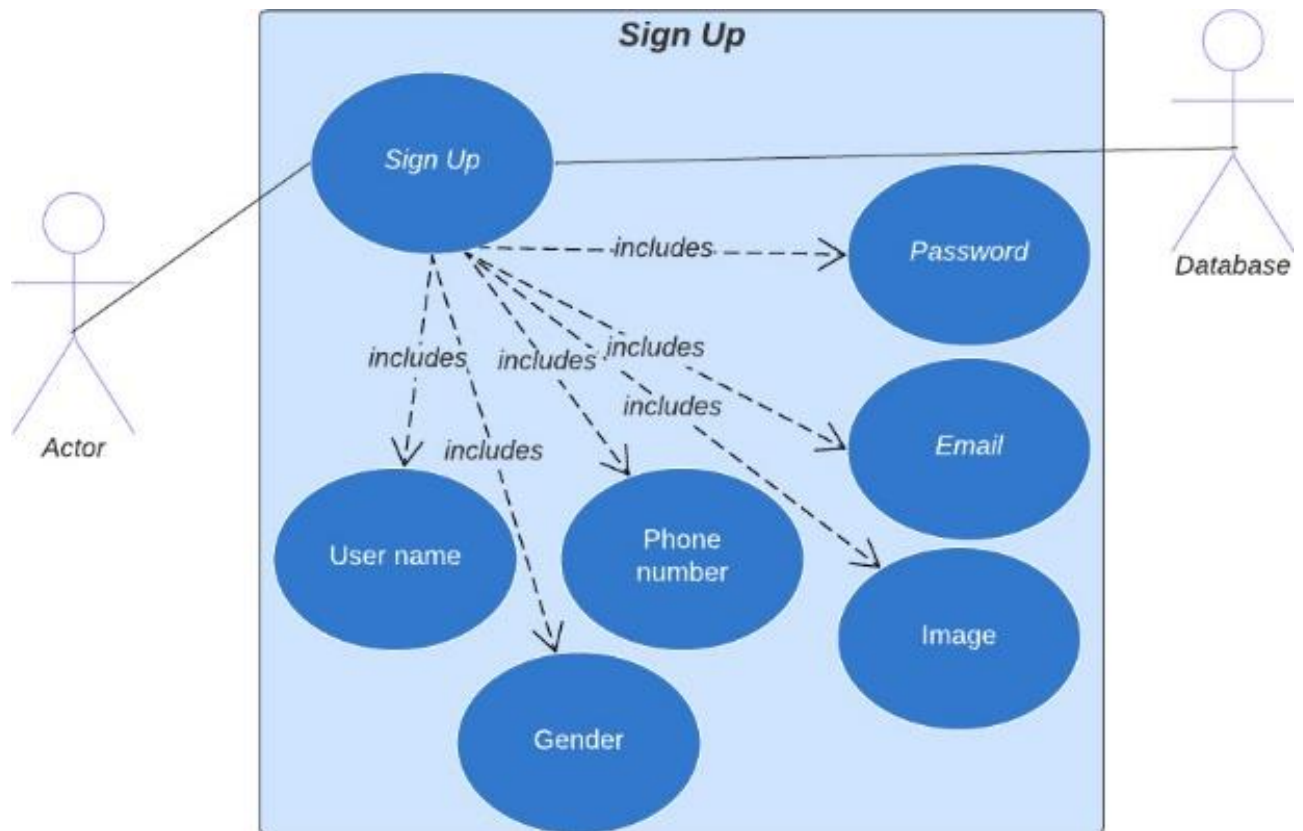 Sign Up
Sign Up
includes
Password
Database
includes
includes
includes
includes
Actor
includes
Email
User name
Phone
number
Image
Gender